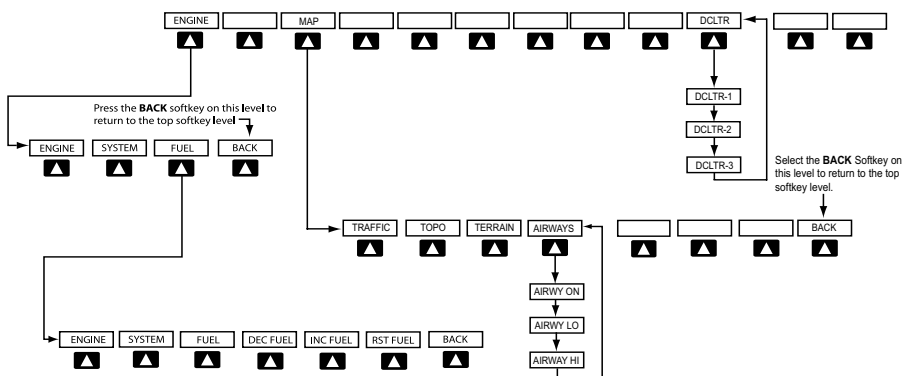 ENGINE
MAP
DCLTR
DCLTR-1
DCLTR-2
DCLTR-3
Press the BACK softkey on this level to
return to the top softkey level
ENGINE
SYSTEM
FUEL
BACK
Select the BACK Softkey on
this level to return to the top
softkey level.
TRAFFIC
TOPO
TERRAIN
AIRWAYS
BACK
AIRWY ON
AIRWY LO
AIRWAY HI
ENGINE
SYSTEM
FUEL
DEC FUEL
INC FUEL
RST FUEL
BACK